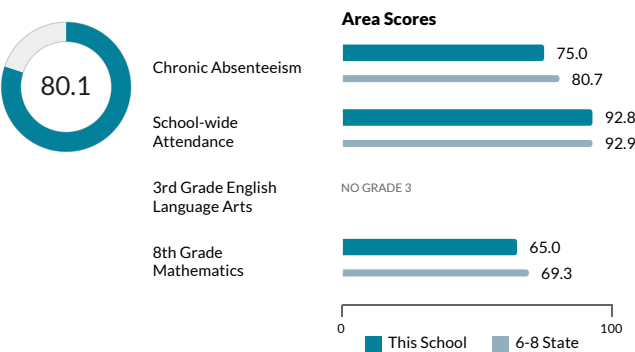 Area Scores
80.1
Chronic Absenteeism
75.0
80.7
School-wide
Attendance
92.8
92.9
3rd Grade English
Language Arts
NO GRADE 3
8th Grade
Mathematics
65.0
69.3
0
100
This School
6-8 State